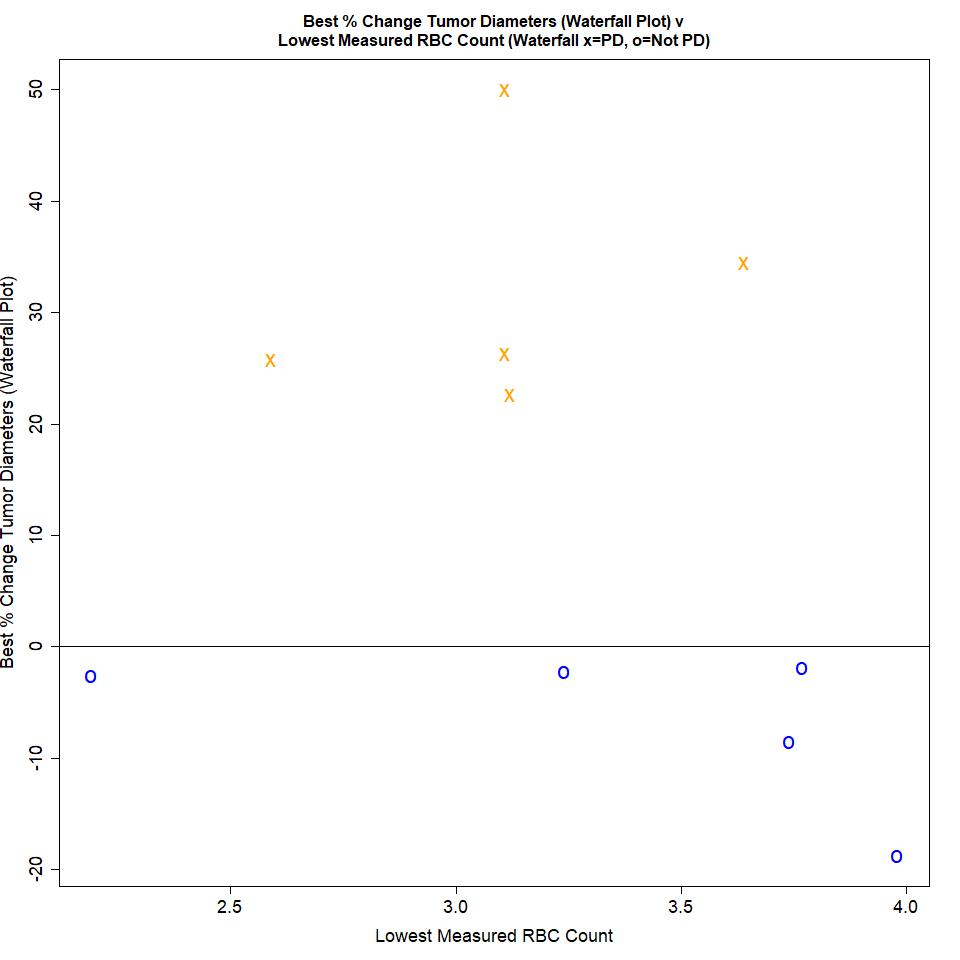 Best % Change Tumor Diameters (Waterfall Plot) v
Lowest Measured RBC Count (Waterfall x=PD, o=Not PD)
Best % Change Tumor Diameters (Waterfall Plot)
50
40
30
20
10
0
-10
-20
X
X
X
X
X
O
O
O
O
O
2.5 3.0 3.5 4.0
Lowest Measured RBC Count